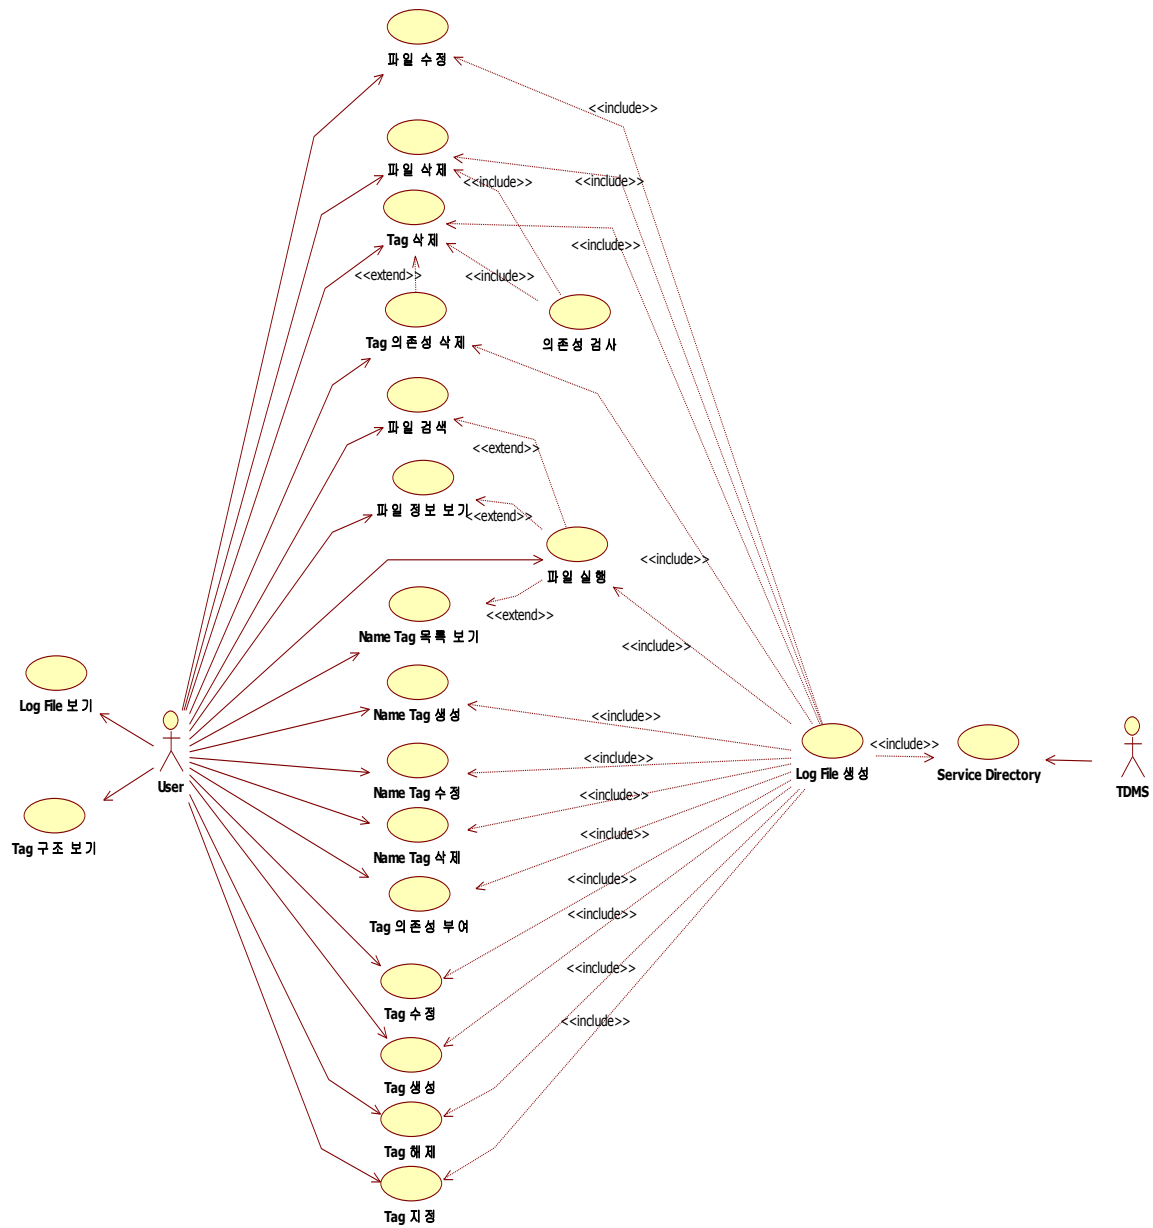 파일 수정
<<include>>
파일 삭제
<<include>>
<<include>>
Tag 삭제
<<include>>
<<extend>>
<<include>>
Tag 의존성 삭제
의존성 검사
파일 검색
<<extend>>
파일 정보 보기
<<extend>>
<<include>>
파일 실행
<<extend>>
Name Tag 목록 보기
<<include>>
Log File 보기
Name Tag 생성
<<include>>
<<include>>
User
<<include>>
Log File 생성
Service Directory
TDMS
Name Tag 수정
<<include>>
Tag 구조 보기
Name Tag 삭제
<<include>>
<<include>>
Tag 의존성 부여
<<include>>
<<include>>
Tag 수정
<<include>>
Tag 생성
Tag 해제
Tag 지정